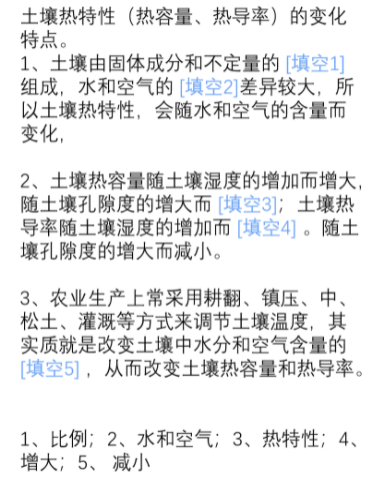 土壤热特性（热容量、热导率）的变化
特点。
1、土壤由固体成分和不定量的 [填空1]
组成，水和空气的 [填空2]差异较大，所
以土壤热特性，会随水和空气的含量而
变化，
2、土壤热容量随土壤湿度的增加而增大，
随土壤孔隙度的增大而 [填空3]；土壤热
导率随土壤湿度的增加而 [填空4] 。随土
壤孔隙度的增大而减小。
3、农业生产上常采用耕翻、镇压、中、
松土、灌溉等方式来调节土壤温度，其
实质就是改变土壤中水分和空气含量的
[填空5] ，从而改变土壤热容量和热导率。
1、比例；2、水和空气；3、热特性；4、
增大；5、 减小